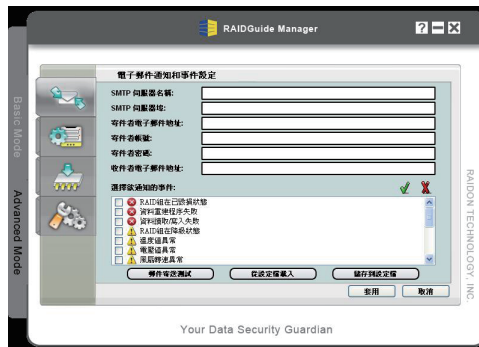 RAIDGuide Manager
電子郵件通知和事件設定
SMTP 伺服器名稱:
SMTP 伺服器埠:
寄件者電子郵件地址:
寄件者帳號:
寄件者密碼:
收件者電子郵件地址:
選擇欲通知的事件:
RAID組在已毀損狀態
資料重建程序失敗
資料讀取/寫入失敗
RAID組在降級狀態
溫度值異常
電壓值異常
風扇轉速異常
郵件寄送測試
從設定檔載入
儲存到設定檔
套用
取消
Basic Mode
Advanced Mode
RAIDON TECHNOLOGY, INC.
Your Data Security Guardian